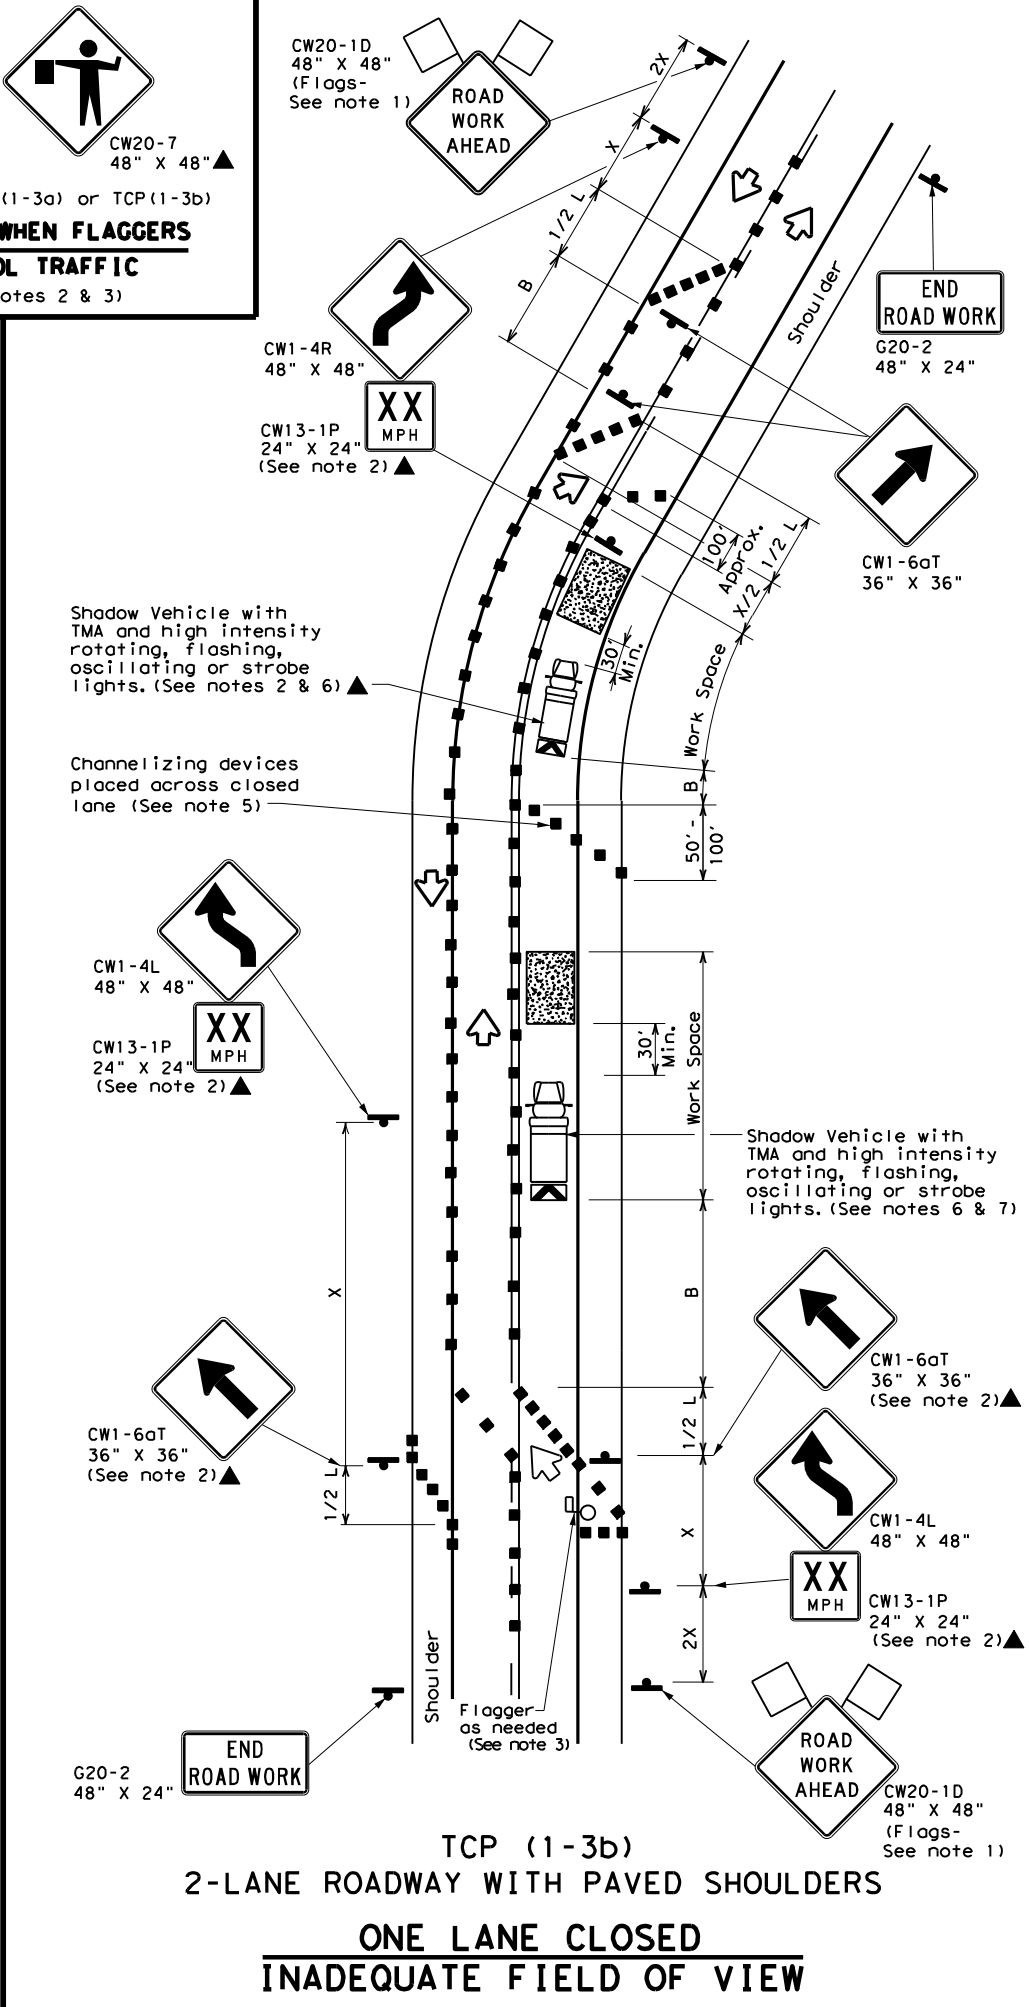 CW20-7
48" X 48"
(1-3a) or TCP(1-3b)
WHEN FLAGGERS
OL TRAFFIC
otes 2 & 3)
CW20-1D
48" X 48"
(Flags-
See note 1)
ROAD
WORK
AHEAD
2X
X
1/2 L
B
CW1-4R
48" X 48"
XX
MPH
CW13-1P
24" X 24"
(See note 2)
Shoulder
END
ROAD WORK
G20-2
48" X 24"
CW1-6aT
36" X 36"
100'
Approx.
1/2 L
X/2
30'
Min.
Work Space
B
50'-
100'
Shadow Vehicle with
TMA and high intensity
rotating, flashing,
oscillating or strobe
lights. (See notes 2 & 6)
Channelizing devices
placed across closed
lane (See note 5)
CW1-4L
48" X 48"
XX
MPH
CW13-1P
24" X 24"
(See note 2)
30'
Min.
Work Space
Shadow Vehicle with
TMA and high intensity
rotating, flashing,
oscillating or strobe
lights. (See notes 6 & 7)
X
B
CW1-6aT
36" X 36"
(See note 2)
1/2 L
CW1-6aT
36" X 36"
(See note 2)
1/2 L
X
CW1-4L
48" X 48"
XX
MPH
CW13-1P
24" X 24"
(See note 2)
2X
Shoulder
Flagger
as needed
(See note 3)
END
ROAD WORK
G20-2
48" X 24"
ROAD
WORK
AHEAD
CW20-1D
48" X 48"
(Flags-
See note 1)
TCP (1-3b)
2-LANE ROADWAY WITH PAVED SHOULDERS
ONE LANE CLOSED
INADEQUATE FIELD OF VIEW